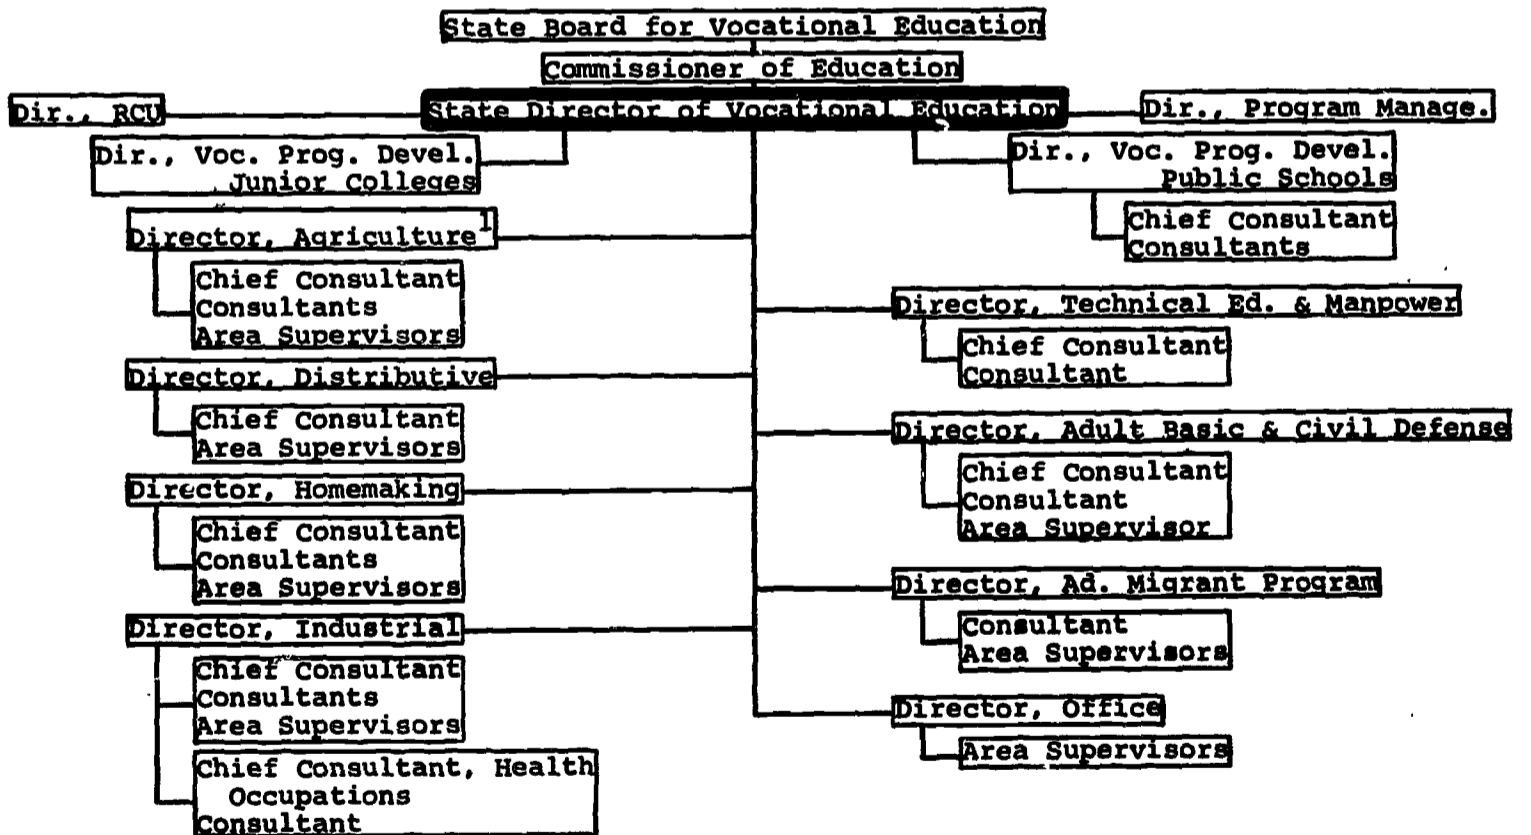 State Board for Vocational Education
Commissioner of Education
Dir., RCU
State Director of Vocational Education
Dir., Program Manage.
Dir., Voc. Prog. Devel.
Junior Colleges
Dir., Voc. Prog. Devel.
Public Schools
Chief Consultant
Consultants
Director, Agriculture1
Chief Consultant
Consultants
Area Supervisors
Director, Distributive
Chief Consultant
Area Supervisors
Director, Homemaking
Chief Consultant
Consultants
Area Supervisors
Director, Industrial
Chief Consultant
Consultants
Area Supervisors
Chief Consultant, Health
Occupations
Consultant
Director, Technical Ed. & Manpower
Chief Consultant
Consultant
Director, Adult Basic & Civil Defense
Chief Consultant
Consultant
Area Supervisor
Director, Ad. Migrant Program
Consultant
Area Supervisors
Director, Office
Area Supervisors